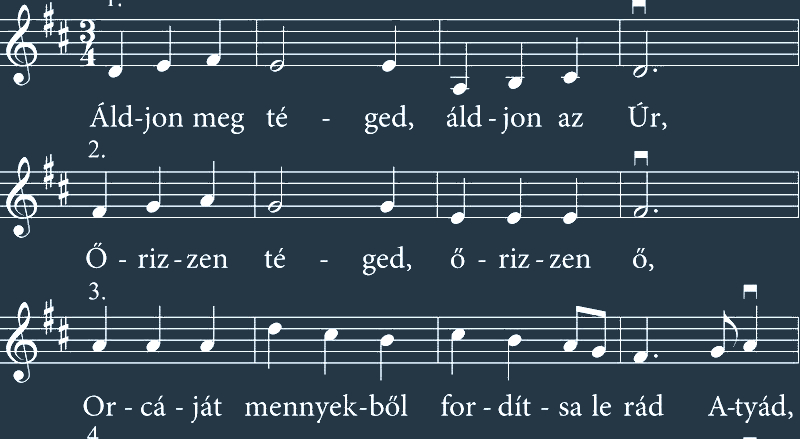 1.
3
4
Áld-jon meg té - ged, áld - jon az Úr,
2.
Ő - riz - zen té - ged, ő - riz - zen ő,
3.
Or - cá - ját mennyek-ből for - dít - sa le rád A-tyád,
4